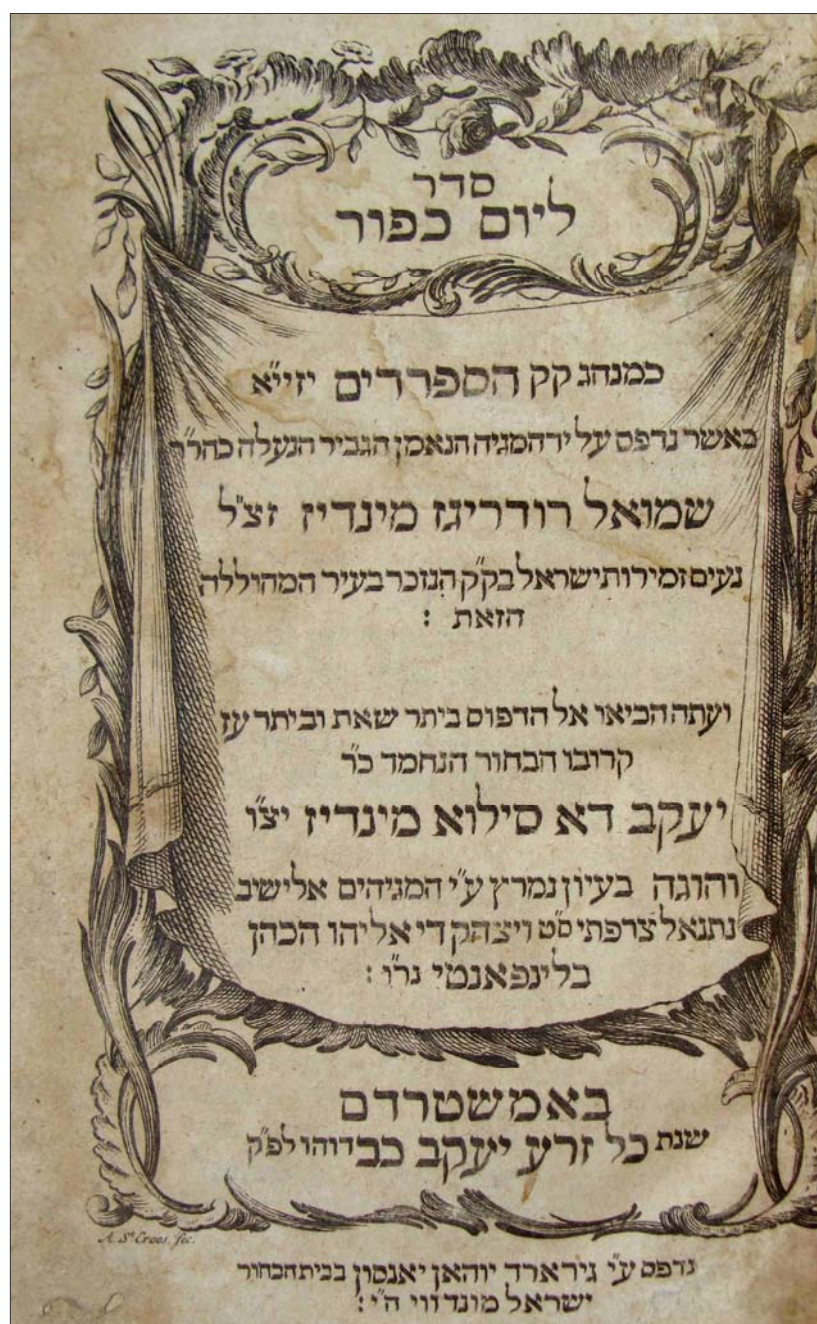 סדר
ליום כפור
כמנהג קק הספרדים יזיי"א
כאשר נדפס על יד המגיה הנאמן הגביר הנעלה כהר"ר
שמואל רודריגז מינדיז זצ"ל
נעים זמירות ישראל בק"ק הנזכר בעיר המהוללה
הזאת :
ועתה הביאו אל הדפוס ביתר שאת וביתר עז
קרובו הבחור הנחמד כ"ר
יעקב דא סילוא מינדיז יצ"ו
והוגה בעיון נמרץ ע"י המגיהים אלישיב
נתנאל צרפתי ס"ט ויצחק די אליהו הכהן
בלינפאנטי נר"ו :
באמשטרדם
שנת כל זרע יעקב כבדוהו לפ"ק
A. St. Croos. fec.
נדפס ע"י גירארד יוהאן יאנסון בבית הבחור
ישראל מונדווי ה"י :